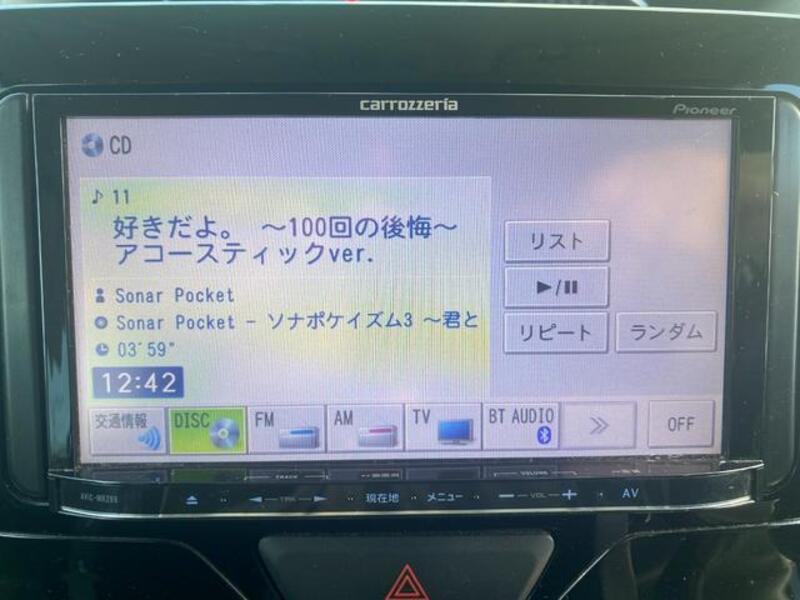 carrozzeria
Pioneer
CD
♪ 11
好きだよ。 ～100回の後悔～
アコースティックver.
Sonar Pocket
Sonar Pocket - ソナポケイズム3 ～君と
03′59″
12:42
リスト
►/II
リピート
ランダム
交通情報
DISC
FM
AM
TV
BT AUDIO
≫
OFF
TRK
現在地
メニュー
− VOL +
AV